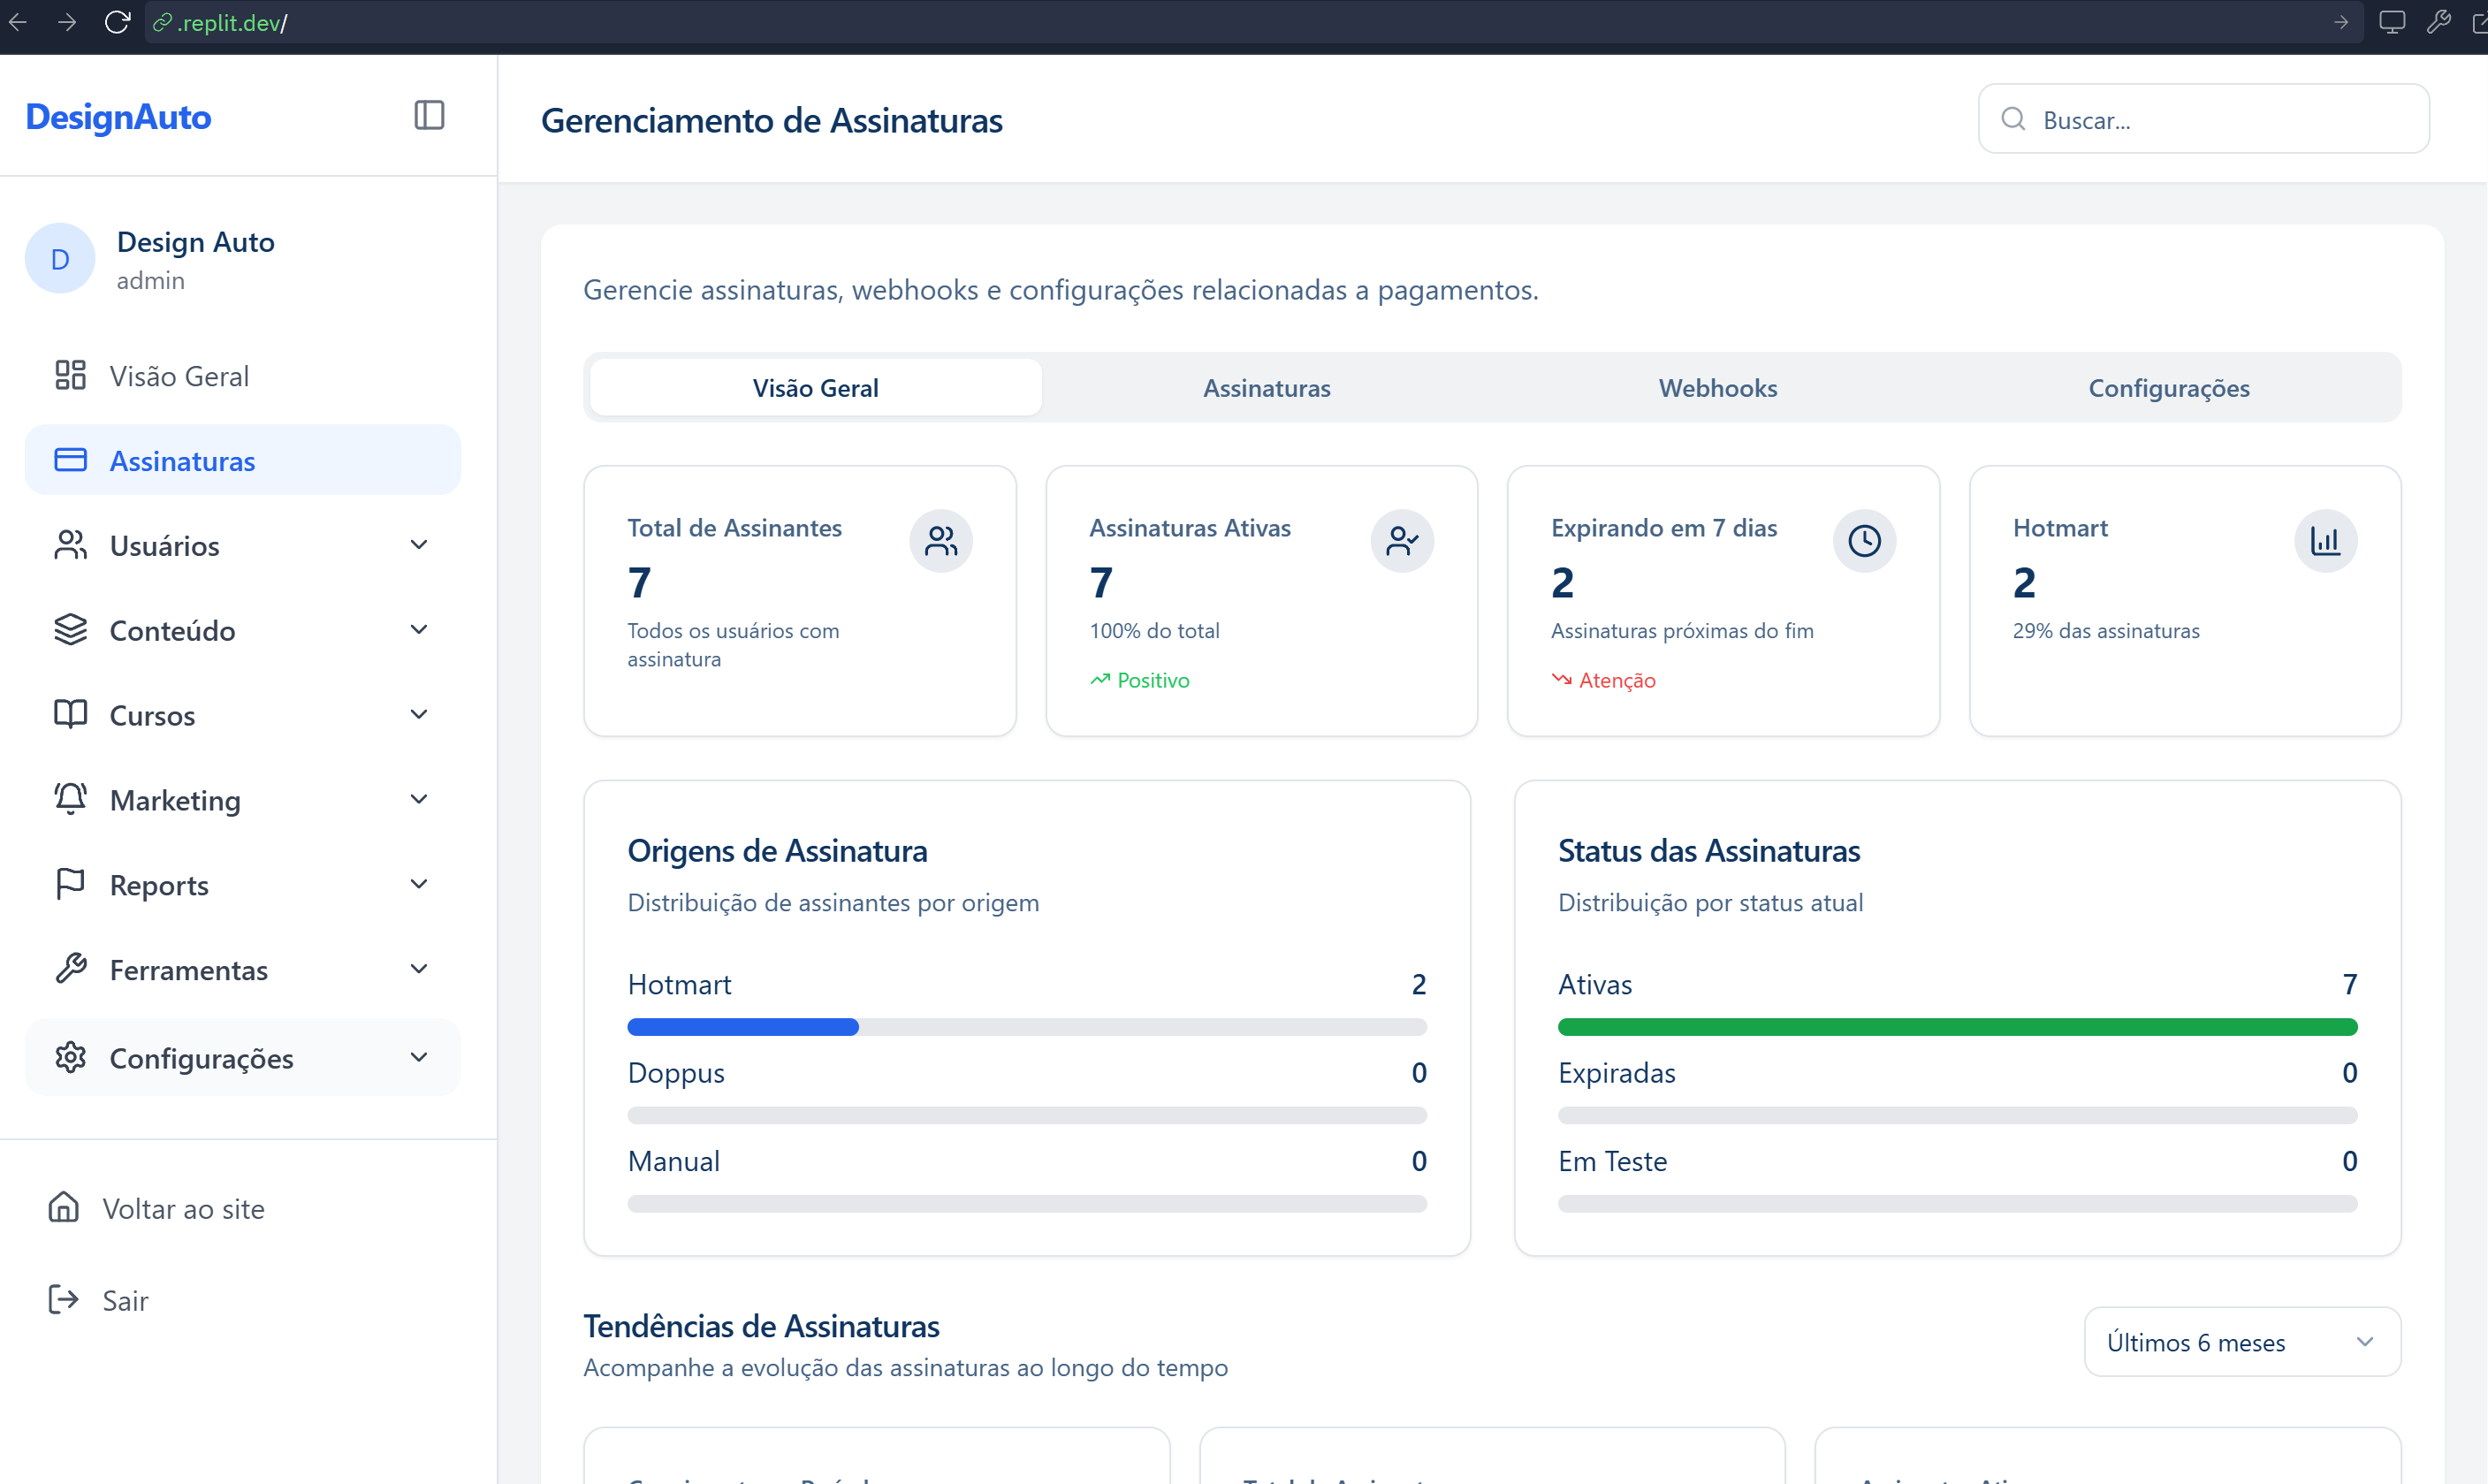 .replit.dev/
DesignAuto
Gerenciamento de Assinaturas
Buscar...
D
Design Auto
admin
Visão Geral
Assinaturas
Usuários
Conteúdo
Cursos
Marketing
Reports
Ferramentas
Configurações
Voltar ao site
Sair
Gerencie assinaturas, webhooks e configurações relacionadas a pagamentos.
Visão Geral
Assinaturas
Webhooks
Configurações
Total de Assinantes
7
Todos os usuários com
assinatura
Assinaturas Ativas
7
100% do total
Positivo
Expirando em 7 dias
2
Assinaturas próximas do fim
Atenção
Hotmart
2
29% das assinaturas
Origens de Assinatura
Distribuição de assinantes por origem
Hotmart 2
Doppus 0
Manual 0
Status das Assinaturas
Distribuição por status atual
Ativas 7
Expiradas 0
Em Teste 0
Tendências de Assinaturas
Acompanhe a evolução das assinaturas ao longo do tempo
Últimos 6 meses